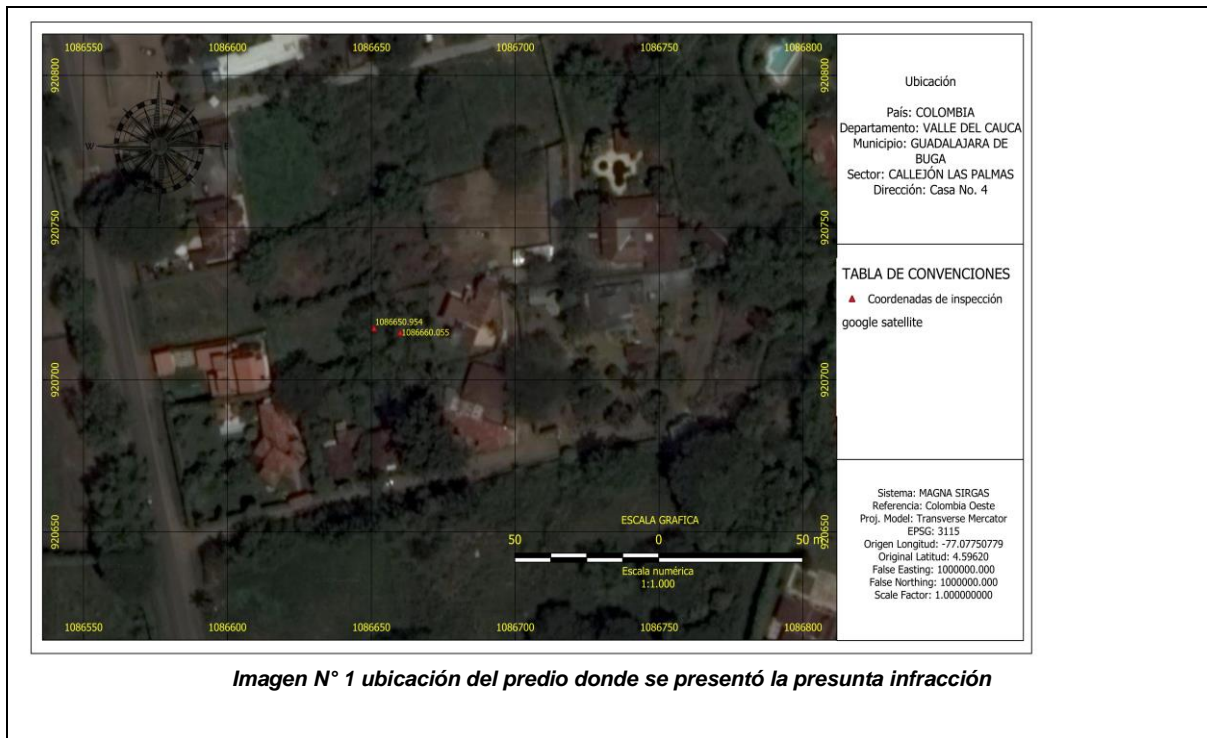 1086550 1086600 1086650 1086700 1086750 1086800
920800 920800
N
W E
920750 920750
1086650.954
1086660.055
920700 920700
920650 920650
ESCALA GRAFICA
50 0 50 m
Escala numérica
1:1.000
1086550 1086600 1086650 1086700 1086750 1086800
Ubicación
País: COLOMBIA
Departamento: VALLE DEL CAUCA
Municipio: GUADALAJARA DE
BUGA
Sector: CALLEJÓN LAS PALMAS
Dirección: Casa No. 4
TABLA DE CONVENCIONES
Coordenadas de inspección
google satellite
Sistema: MAGNA SIRGAS
Referencia: Colombia Oeste
Proj. Model: Transverse Mercator
EPSG: 3115
Origen Longitud: -77.07750779
Original Latitud: 4.59620
False Easting: 1000000.000
False Northing: 1000000.000
Scale Factor: 1.000000000
Imagen N° 1 ubicación del predio donde se presentó la presunta infracción